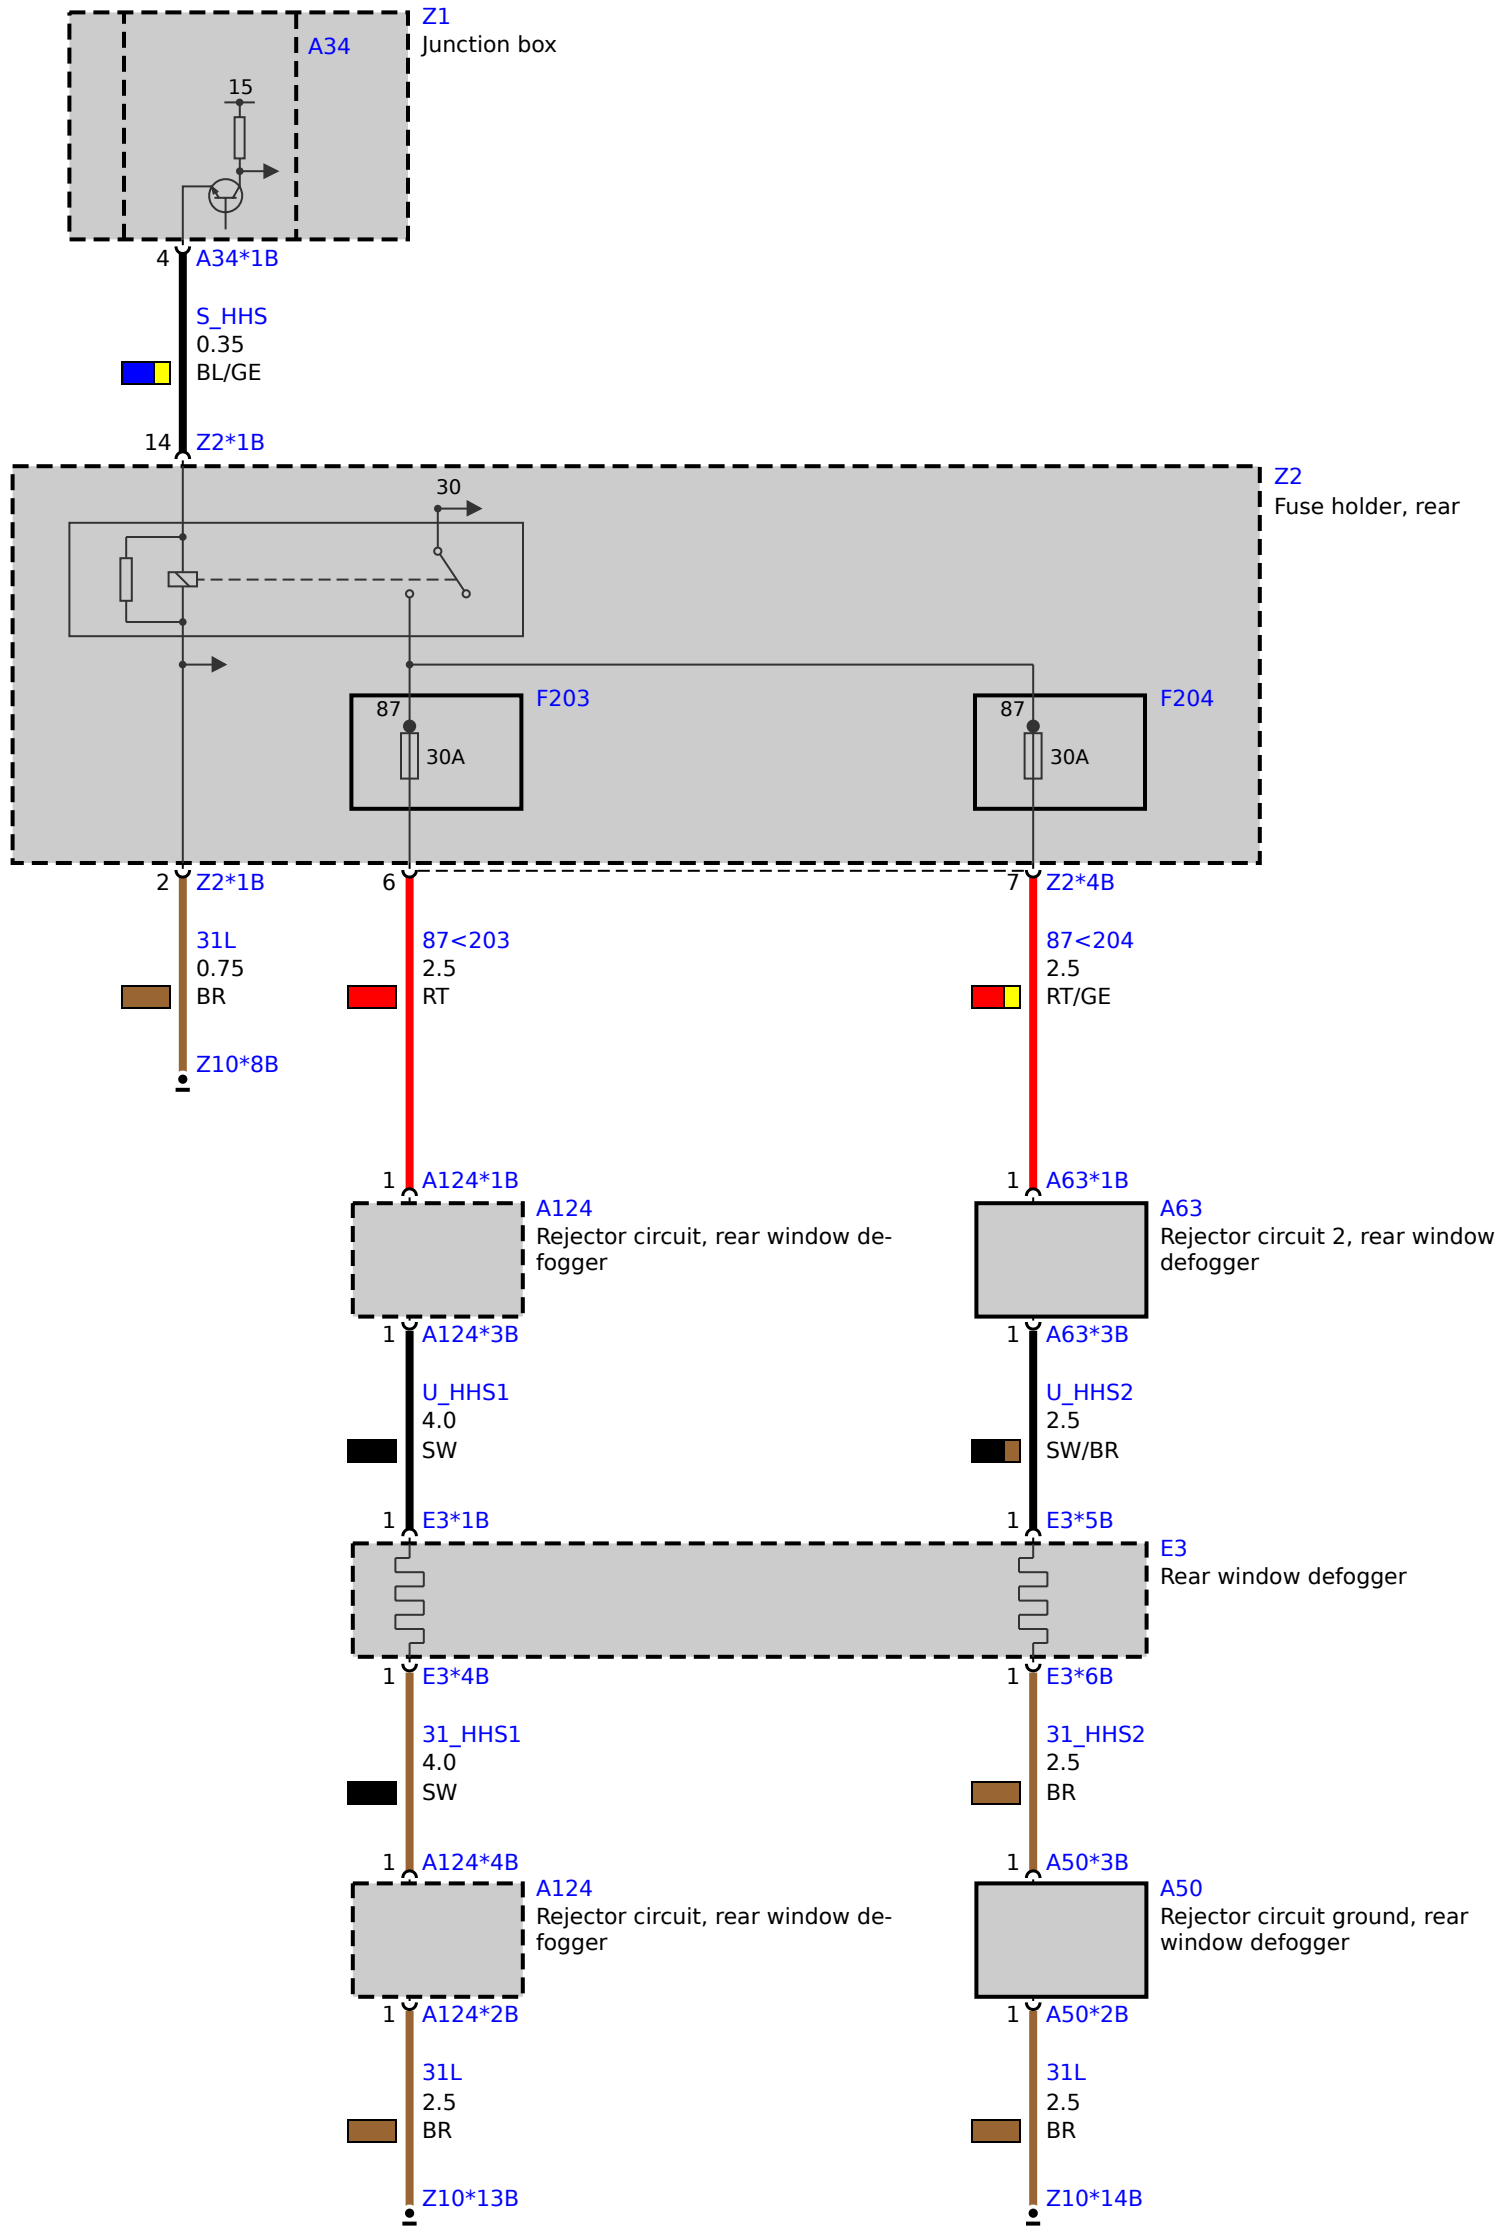 Z1
Junction box
A34
15
4 A34*1B
S_HHS
0.35
BL/GE
14 Z2*1B
Z2
Fuse holder, rear
30
F203
87
30A
F204
87
30A
2 Z2*1B
6
7 Z2*4B
31L
0.75
BR
Z10*8B
87<203
2.5
RT
87<204
2.5
RT/GE
1 A124*1B
A124
Rejector circuit, rear window de-
fogger
1 A63*1B
A63
Rejector circuit 2, rear window
defogger
1 A124*3B
U_HHS1
4.0
SW
1 A63*3B
U_HHS2
2.5
SW/BR
1 E3*1B
1 E3*5B
E3
Rear window defogger
1 E3*4B
31_HHS1
4.0
SW
1 E3*6B
31_HHS2
2.5
BR
1 A124*4B
A124
Rejector circuit, rear window de-
fogger
1 A50*3B
A50
Rejector circuit ground, rear
window defogger
1 A124*2B
31L
2.5
BR
Z10*13B
1 A50*2B
31L
2.5
BR
Z10*14B